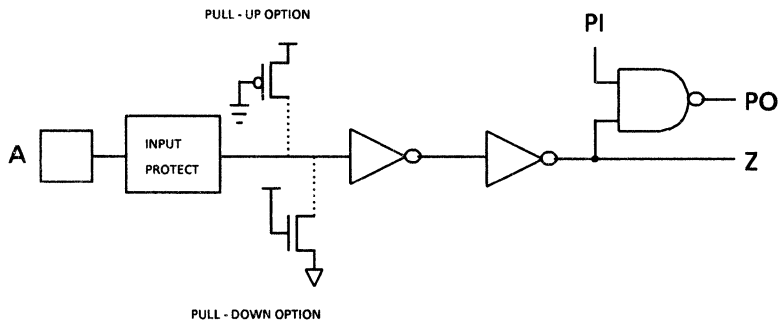 PULL - UP OPTION
PI
PO
A
INPUT
PROTECT
Z
PULL - DOWN OPTION